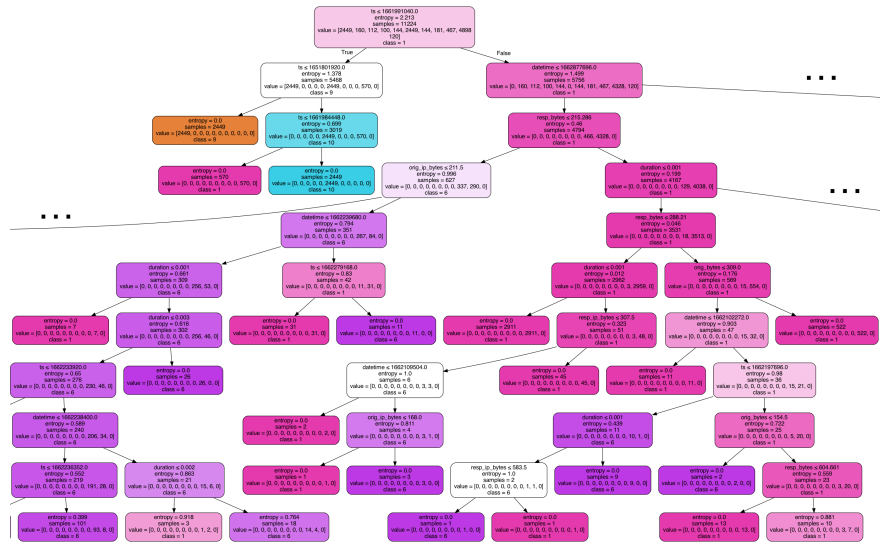 ts ≤ 1661991040.0
entropy = 2.213
samples = 11224
value = [2449, 160, 112, 100, 144, 2449, 144, 181, 467, 4898
120]
class = 1
True
False
ts ≤ 1651801920.0
entropy = 1.378
samples = 5468
value = [2449, 0, 0, 0, 0, 2449, 0, 0, 0, 570, 0]
class = 9
datetime ≤ 1662877696.0
entropy = 1.499
samples = 5756
value = [0, 160, 112, 100, 144, 0, 144, 181, 467, 4328, 120]
class = 1
...
entropy = 0.0
samples = 2449
value = [2449, 0, 0, 0, 0, 0, 0, 0, 0, 0, 0]
class = 9
ts ≤ 1661984448.0
entropy = 0.699
samples = 3019
value = [0, 0, 0, 0, 0, 2449, 0, 0, 0, 570, 0]
class = 10
resp_bytes ≤ 215.286
entropy = 0.46
samples = 4794
value = [0, 0, 0, 0, 0, 0, 0, 0, 466, 4328, 0]
class = 1
entropy = 0.0
samples = 570
value = [0, 0, 0, 0, 0, 0, 0, 0, 0, 570, 0]
class = 1
entropy = 0.0
samples = 2449
value = [0, 0, 0, 0, 0, 2449, 0, 0, 0, 0, 0]
class = 10
orig_ip_bytes ≤ 211.5
entropy = 0.996
samples = 627
value = [0, 0, 0, 0, 0, 0, 0, 0, 337, 290, 0]
class = 6
duration ≤ 0.001
entropy = 0.199
samples = 4167
value = [0, 0, 0, 0, 0, 0, 0, 0, 129, 4038, 0]
class = 1
...
...
datetime ≤ 1662239680.0
entropy = 0.794
samples = 351
value = [0, 0, 0, 0, 0, 0, 0, 0, 267, 84, 0]
class = 6
resp_bytes ≤ 288.21
entropy = 0.046
samples = 3531
value = [0, 0, 0, 0, 0, 0, 0, 0, 18, 3513, 0]
class = 1
duration ≤ 0.001
entropy = 0.661
samples = 309
value = [0, 0, 0, 0, 0, 0, 0, 0, 256, 53, 0]
class = 6
ts ≤ 1662279168.0
entropy = 0.83
samples = 42
value = [0, 0, 0, 0, 0, 0, 0, 0, 11, 31, 0]
class = 1
duration ≤ 0.001
entropy = 0.012
samples = 2962
value = [0, 0, 0, 0, 0, 0, 0, 0, 3, 2959, 0]
class = 1
orig_bytes ≤ 309.0
entropy = 0.176
samples = 569
value = [0, 0, 0, 0, 0, 0, 0, 0, 15, 554, 0]
class = 1
entropy = 0.0
samples = 7
value = [0, 0, 0, 0, 0, 0, 0, 0, 0, 7, 0]
class = 1
duration ≤ 0.003
entropy = 0.616
samples = 302
value = [0, 0, 0, 0, 0, 0, 0, 0, 256, 46, 0]
class = 6
entropy = 0.0
samples = 31
value = [0, 0, 0, 0, 0, 0, 0, 0, 0, 31, 0]
class = 1
entropy = 0.0
samples = 11
value = [0, 0, 0, 0, 0, 0, 0, 0, 11, 0, 0]
class = 6
entropy = 0.0
samples = 2911
value = [0, 0, 0, 0, 0, 0, 0, 0, 0, 2911, 0]
class = 1
resp_ip_bytes ≤ 307.5
entropy = 0.323
samples = 51
value = [0, 0, 0, 0, 0, 0, 0, 0, 3, 48, 0]
class = 1
datetime ≤ 1662102272.0
entropy = 0.903
samples = 47
value = [0, 0, 0, 0, 0, 0, 0, 0, 15, 32, 0]
class = 1
entropy = 0.0
samples = 522
value = [0, 0, 0, 0, 0, 0, 0, 0, 0, 522, 0]
class = 1
ts ≤ 1662233920.0
entropy = 0.65
samples = 276
value = [0, 0, 0, 0, 0, 0, 0, 0, 230, 46, 0]
class = 6
entropy = 0.0
samples = 26
value = [0, 0, 0, 0, 0, 0, 0, 0, 26, 0, 0]
class = 6
datetime ≤ 1662109504.0
entropy = 1.0
samples = 6
value = [0, 0, 0, 0, 0, 0, 0, 0, 3, 3, 0]
class = 6
entropy = 0.0
samples = 45
value = [0, 0, 0, 0, 0, 0, 0, 0, 0, 45, 0]
class = 1
entropy = 0.0
samples = 11
value = [0, 0, 0, 0, 0, 0, 0, 0, 0, 11, 0]
class = 1
ts ≤ 1662197696.0
entropy = 0.98
samples = 36
value = [0, 0, 0, 0, 0, 0, 0, 0, 15, 21, 0]
class = 1
datetime ≤ 1662238400.0
entropy = 0.589
samples = 240
value = [0, 0, 0, 0, 0, 0, 0, 0, 206, 34, 0]
class = 6
entropy = 0.0
samples = 2
value = [0, 0, 0, 0, 0, 0, 0, 0, 0, 2, 0]
class = 1
orig_ip_bytes ≤ 168.0
entropy = 0.811
samples = 4
value = [0, 0, 0, 0, 0, 0, 0, 0, 3, 1, 0]
class = 6
duration ≤ 0.001
entropy = 0.439
samples = 11
value = [0, 0, 0, 0, 0, 0, 0, 0, 10, 1, 0]
class = 6
orig_bytes ≤ 154.5
entropy = 0.722
samples = 25
value = [0, 0, 0, 0, 0, 0, 0, 0, 5, 20, 0]
class = 1
ts ≤ 1662236352.0
entropy = 0.552
samples = 219
value = [0, 0, 0, 0, 0, 0, 0, 0, 191, 28, 0]
class = 6
duration ≤ 0.002
entropy = 0.863
samples = 21
value = [0, 0, 0, 0, 0, 0, 0, 0, 15, 6, 0]
class = 6
entropy = 0.0
samples = 1
value = [0, 0, 0, 0, 0, 0, 0, 0, 0, 1, 0]
class = 1
entropy = 0.0
samples = 3
value = [0, 0, 0, 0, 0, 0, 0, 0, 3, 0, 0]
class = 6
resp_ip_bytes ≤ 583.5
entropy = 1.0
samples = 2
value = [0, 0, 0, 0, 0, 0, 0, 0, 1, 1, 0]
class = 6
entropy = 0.0
samples = 9
value = [0, 0, 0, 0, 0, 0, 0, 0, 9, 0, 0]
class = 6
entropy = 0.0
samples = 2
value = [0, 0, 0, 0, 0, 0, 0, 0, 2, 0, 0]
class = 6
resp_bytes ≤ 604.661
entropy = 0.559
samples = 23
value = [0, 0, 0, 0, 0, 0, 0, 0, 3, 20, 0]
class = 1
entropy = 0.399
samples = 101
value = [0, 0, 0, 0, 0, 0, 0, 0, 93, 8, 0]
class = 6
entropy = 0.918
samples = 3
value = [0, 0, 0, 0, 0, 0, 0, 0, 1, 2, 0]
class = 1
entropy = 0.764
samples = 18
value = [0, 0, 0, 0, 0, 0, 0, 0, 14, 4, 0]
class = 6
entropy = 0.0
samples = 1
value = [0, 0, 0, 0, 0, 0, 0, 0, 1, 0, 0]
class = 6
entropy = 0.0
samples = 1
value = [0, 0, 0, 0, 0, 0, 0, 0, 0, 1, 0]
class = 1
entropy = 0.0
samples = 13
value = [0, 0, 0, 0, 0, 0, 0, 0, 0, 13, 0]
class = 1
entropy = 0.881
samples = 10
value = [0, 0, 0, 0, 0, 0, 0, 0, 3, 7, 0]
class = 1